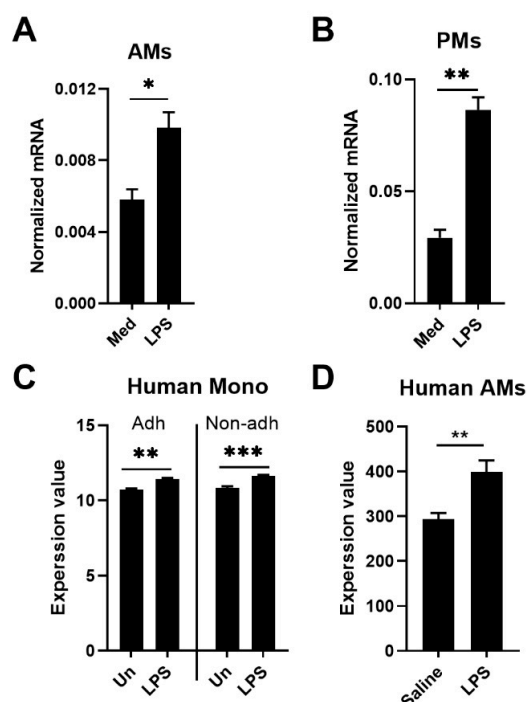 A
AMs
*
Normalized mRNA
0.012
0.008
0.004
0.000
Med
LPS
B
PMs
**
Normalized mRNA
0.10
0.05
0.00
Med
LPS
C
Human Mono
Adh
Non-adh
**
***
Experssion value
15
10
5
0
Un
LPS
Un
LPS
D
Human AMs
**
Experssion value
500
400
300
200
100
0
Saline
LPS